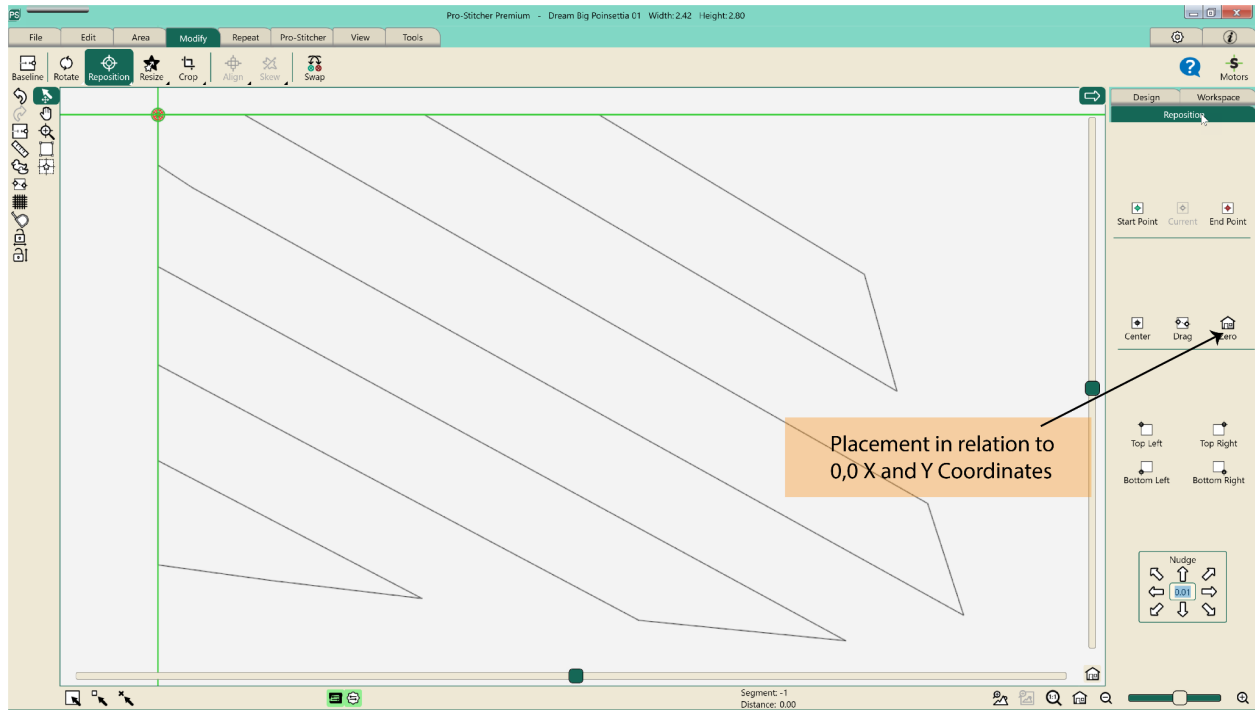 PS
Pro-Stitcher Premium - Dream Big Poinsettia 01 Width: 2.42 Height: 2.80
File Edit Area Modify Repeat Pro-Stitcher View Tools
Baseline Rotate Reposition Resize Crop Align Skew Swap
? -S- Motors
Design Workspace
Reposition
Start Point Current End Point
Center Drag Zero
Placement in relation to
0,0 X and Y Coordinates
Top Left Top Right
Bottom Left Bottom Right
Nudge
0.01
Segment: -1
Distance: 0.00
1:1